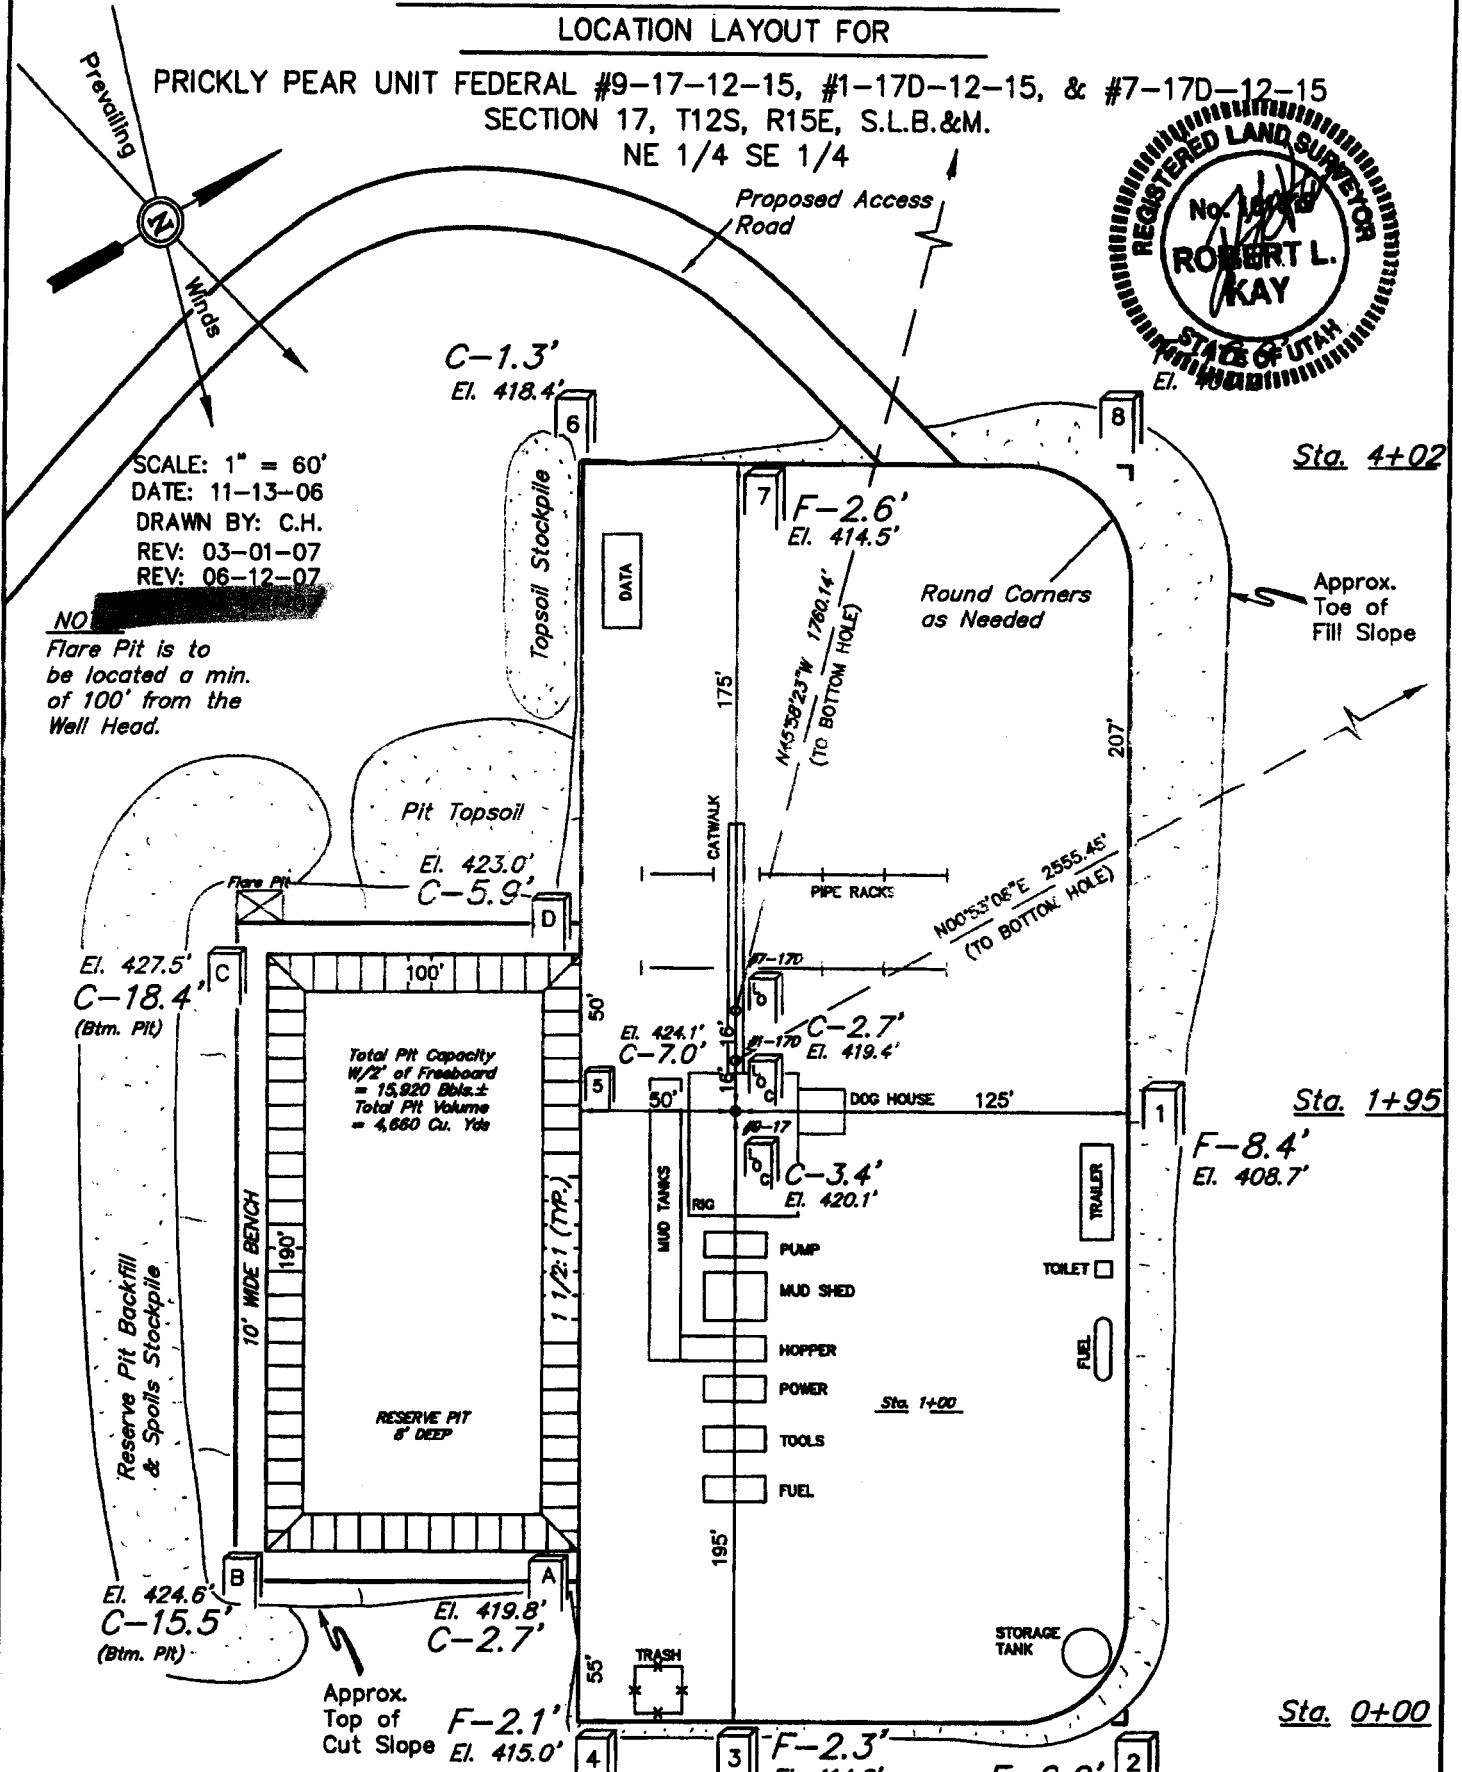 LOCATION LAYOUT FOR
PRICKLY PEAR UNIT FEDERAL #9-17-12-15, #1-17D-12-15, & #7-17D-12-15
SECTION 17, T12S, R15E, S.L.B.&M.
NE 1/4 SE 1/4
Prevailing
Winds
N
Proposed Access
Road
REGISTERED LAND SURVEYOR
No.
ROBERT L.
KAY
STATE OF UTAH
El.
C-1.3'
El. 418.4'
6
8
Sta. 4+02
SCALE: 1" = 60'
DATE: 11-13-06
DRAWN BY: C.H.
REV: 03-01-07
REV: 06-12-07
Topsoil Stockpile
7
F-2.6'
El. 414.5'
DATA
Round Corners
as Needed
Approx.
Toe of
Fill Slope
NO
Flare Pit is to
be located a min.
of 100' from the
Well Head.
N45°58'23"W 1760.14'
(TO BOTTOM HOLE)
175'
207'
Pit Topsoil
CATWALK
El. 423.0'
C-5.9'
Flare Pit
D
PIPE RACKS
N00°53'08"E 2555.45'
(TO BOTTOM HOLE)
El. 427.5'
C-18.4'
(Btm. Pit)
C
100'
50'
#7-17D
16'
C-2.7'
El. 419.4'
#1-17D
16'
El. 424.1'
C-7.0'
Total Pit Capacity
W/2' of Freeboard
= 15,920 Bbls.±
Total Pit Volume
= 4,660 Cu. Yds
5
50'
DOG HOUSE
125'
1
Sta. 1+95
F-8.4'
El. 408.7'
#9-17
C-3.4'
El. 420.1'
RIG
MUD TANKS
TRAILER
10' WIDE BENCH
190'
1 1/2:1 (TYP.)
PUMP
TOILET
MUD SHED
Reserve Pit Backfill
& Spoils Stockpile
HOPPER
FUEL
POWER
Sta. 1+00
RESERVE PIT
8' DEEP
TOOLS
FUEL
195'
B
A
El. 424.6'
C-15.5'
(Btm. Pit)
El. 419.8'
C-2.7'
STORAGE
TANK
TRASH
55'
Approx.
Top of
Cut Slope
F-2.1'
El. 415.0'
4
3
F-2.3'
2
Sta. 0+00